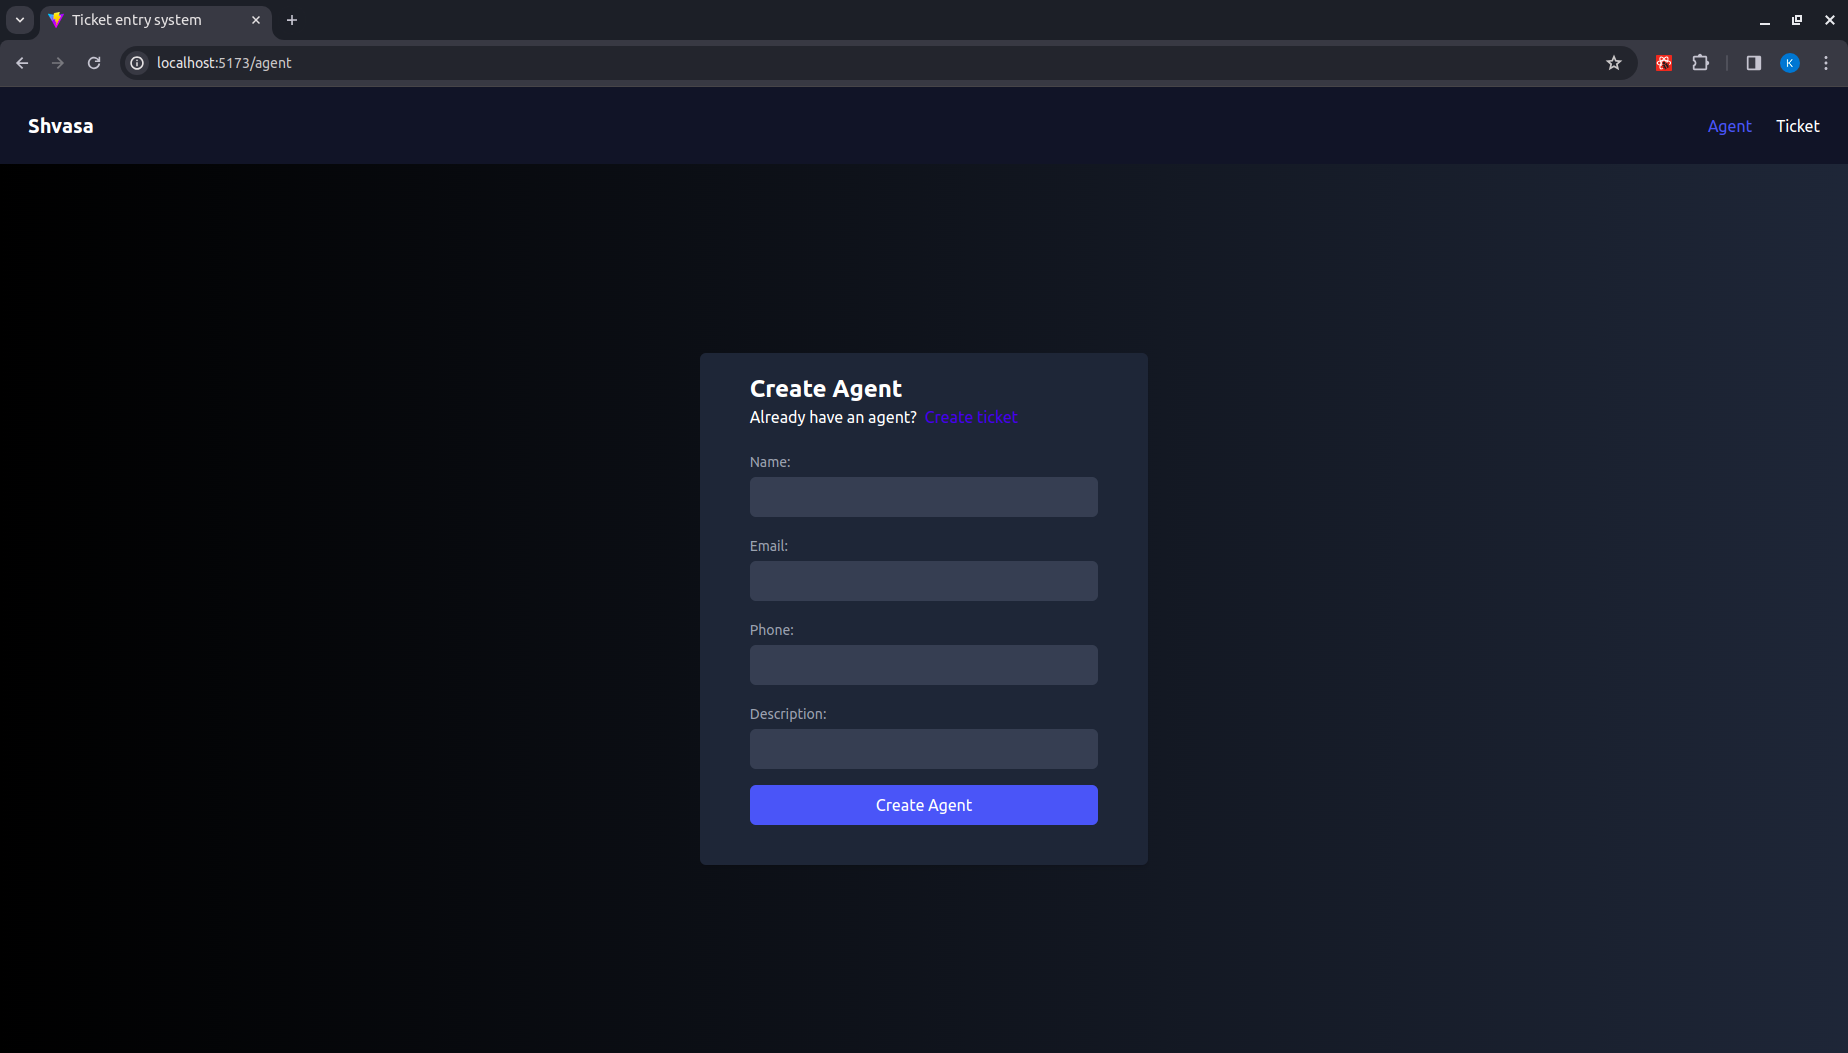 Ticket entry system
localhost:5173/agent
K
Shvasa
Agent Ticket
Create Agent
Already have an agent? Create ticket
Name:
Email:
Phone:
Description:
Create Agent